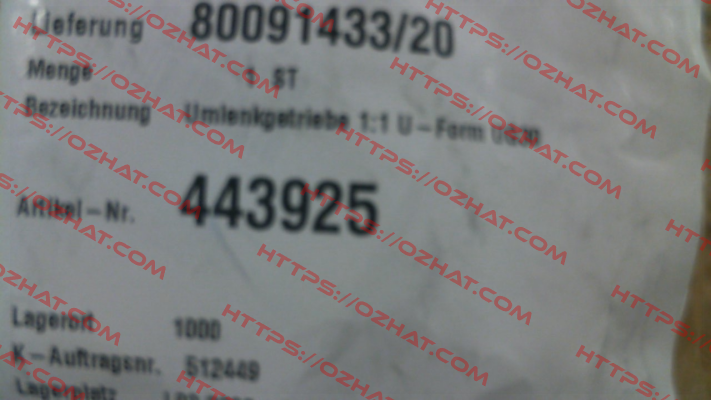 Lieferung 80091433/20
Menge 1 ST
Bezeichnung Umlenkgetriebe 1:1 U-Form
Artikel-Nr. 443925
Lagerort 1000
K-Auftragsnr. 512449
Lagerplatz
HTTPS://OZHAT.COM